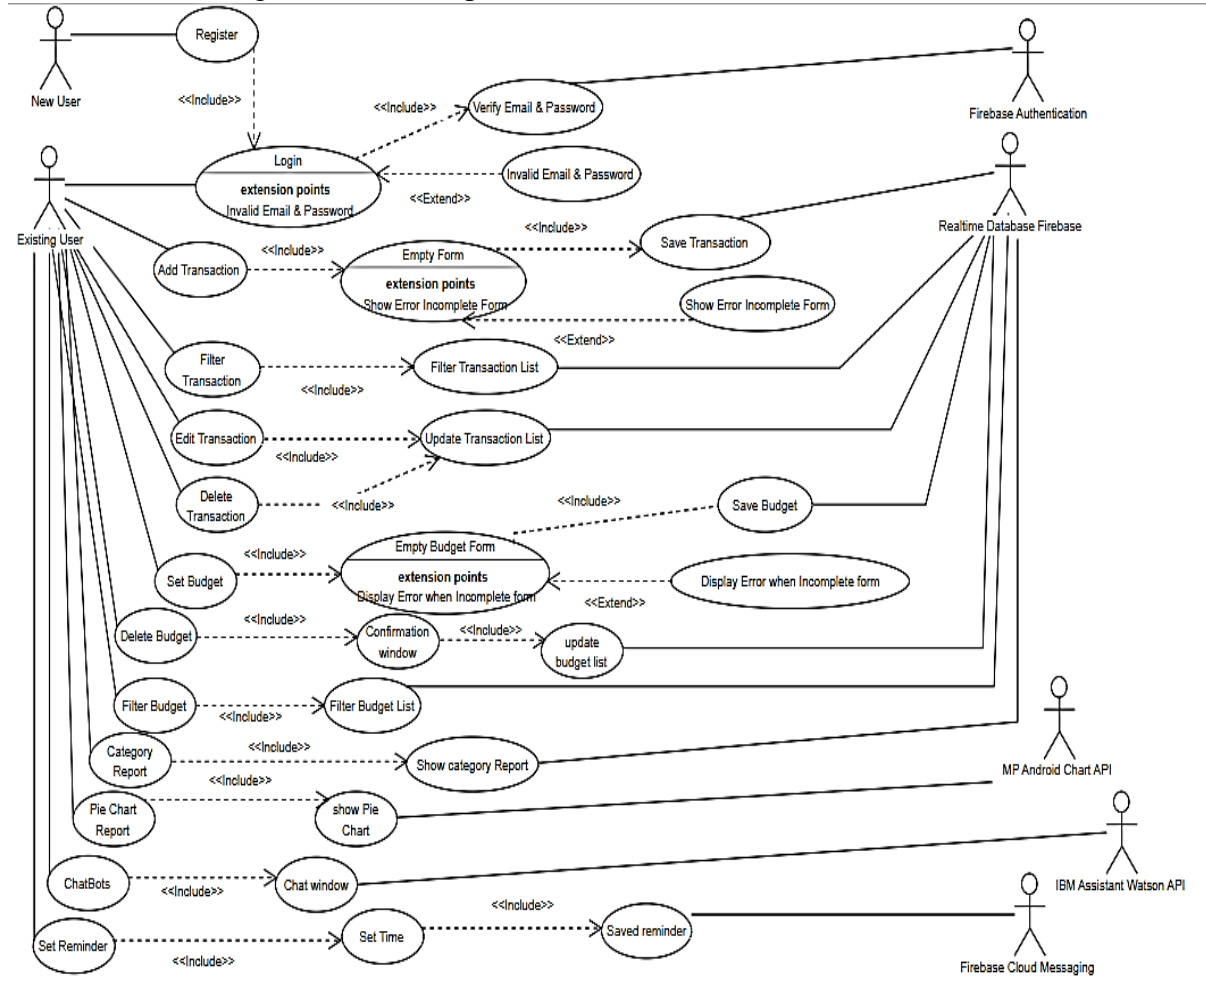 Register
New User
<<Include>>
<<Include>>
Verify Email & Password
Firebase Authentication
Login
extension points
Invalid Email & Password
Invalid Email & Password
<<Extend>>
Existing User
Realtime Database Firebase
Add Transaction
<<Include>>
Empty Form
extension points
Show Error Incomplete Form
<<Include>>
Save Transaction
Show Error Incomplete Form
<<Extend>>
Filter
Transaction
<<Include>>
Filter Transaction List
Edit Transaction
<<Include>>
Update Transaction List
Delete
Transaction
<<Include>>
<<Include>>
Save Budget
Set Budget
<<Include>>
Empty Budget Form
extension points
Display Error when Incomplete form
Display Error when Incomplete form
<<Extend>>
Delete Budget
<<Include>>
Confirmation
window
<<Include>>
update
budget list
Filter Budget
<<Include>>
Filter Budget List
Category
Report
<<Include>>
Show category Report
MP Android Chart API
Pie Chart
Report
<<Include>>
show Pie
Chart
ChatBots
<<Include>>
Chat window
IBM Assistant Watson API
Set Reminder
<<Include>>
Set Time
<<Include>>
Saved reminder
Firebase Cloud Messaging